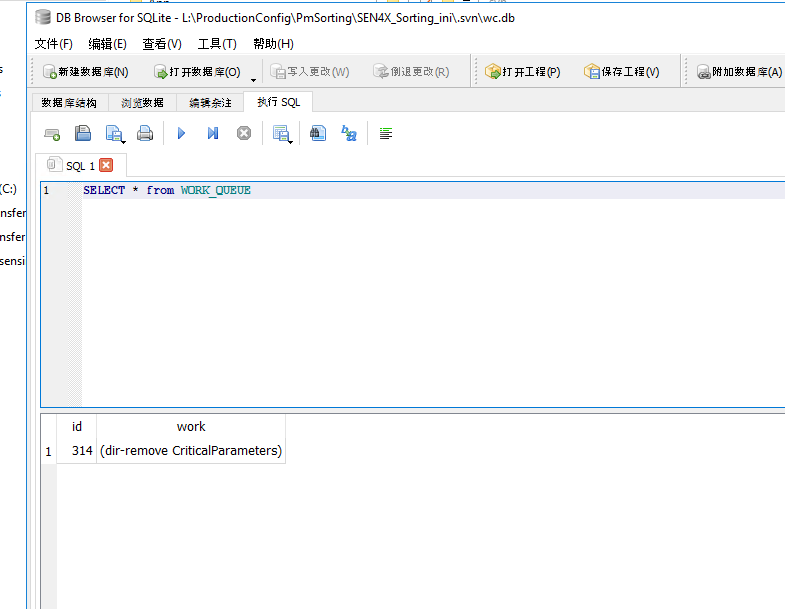 DB Browser for SQLite - L:\ProductionConfig\PmSorting\SEN4X_Sorting_ini\.svn\wc.db
文件(F) 编辑(E) 查看(V) 工具(T) 帮助(H)
新建数据库(N) 打开数据库(O) 写入更改(W) 倒退更改(R) 打开工程(P) 保存工程(V) 附加数据库(A)
数据库结构 浏览数据 编辑杂注 执行 SQL
SQL 1
1 SELECT * from WORK_QUEUE
(C:)
nsfer
nsfer
sensi
id work
1 314 (dir-remove CriticalParameters)